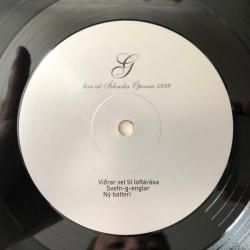 G
live at Íslenska Óperan 1999
Viðrar vel til loftárása
Svefn-g-englar
Ný batterí